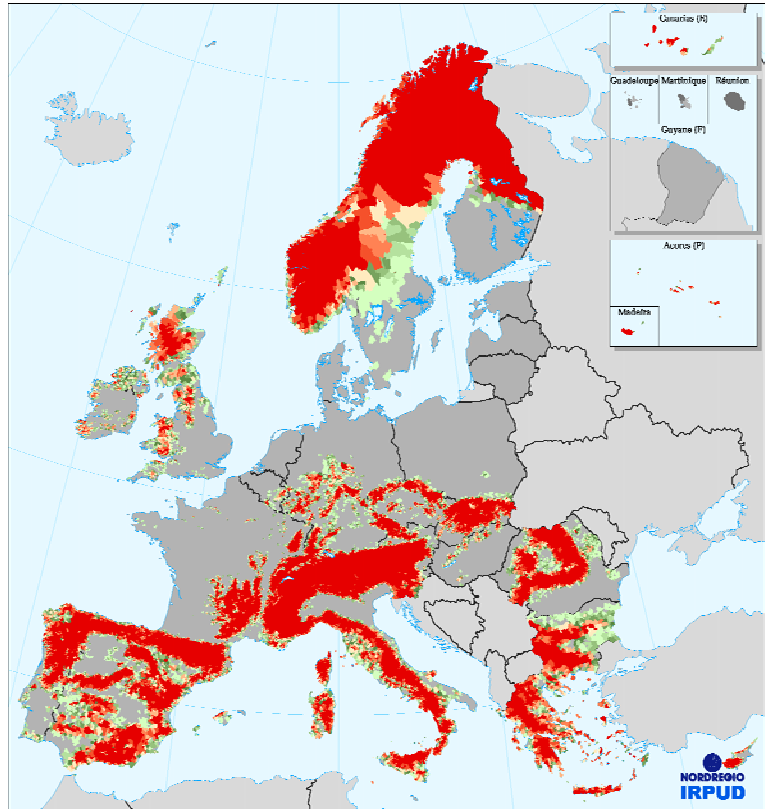 Canarias (E)
Guadeloupe
Martinique
Réunion
Guyane (F)
Acores (P)
Madeira
NORDREGIO
IRPUD